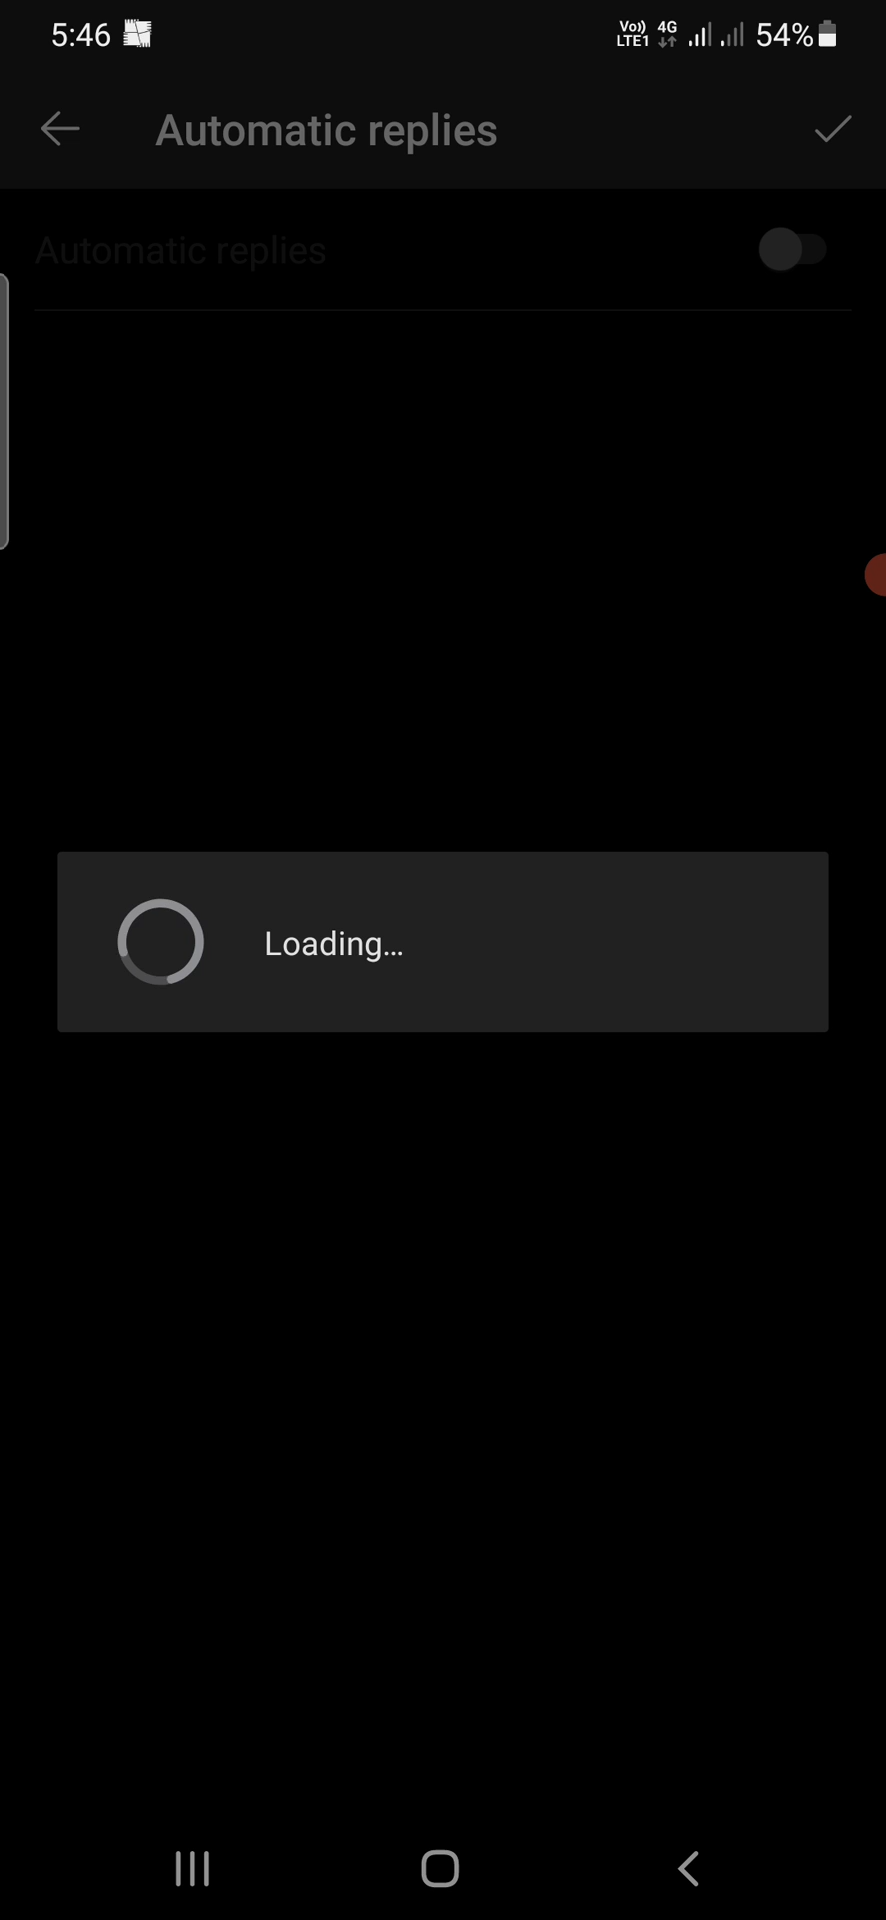 5:46
Vo)) LTE1 4G 54%
Automatic replies
Automatic replies
Loading...